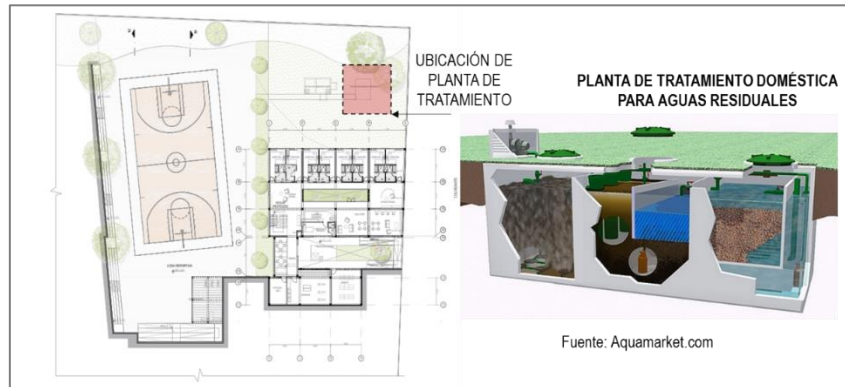 UBICACIÓN DE
PLANTA DE
TRATAMIENTO
PLANTA DE TRATAMIENTO DOMÉSTICA
PARA AGUAS RESIDUALES
Fuente: Aquamarket.com